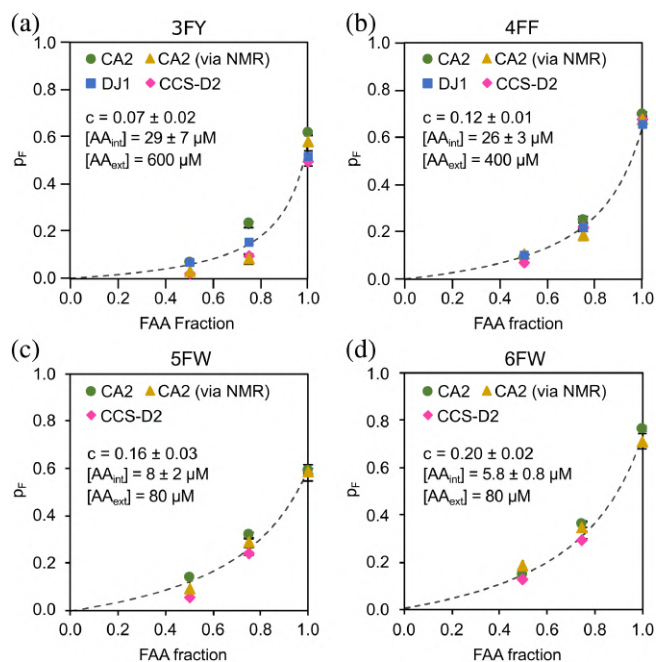 (a)
3FY
CA2 CA2 (via NMR)
DJ1 CCS-D2
c = 0.07 ± 0.02
[AAint] = 29 ± 7 µM
[AAext] = 600 µM
pF
1.0
0.8
0.6
0.4
0.2
0.0
0.0 0.2 0.4 0.6 0.8 1.0
FAA Fraction
(b)
4FF
CA2 CA2 (via NMR)
DJ1 CCS-D2
c = 0.12 ± 0.01
[AAint] = 26 ± 3 µM
[AAext] = 400 µM
pF
1.0
0.8
0.6
0.4
0.2
0.0
0.0 0.2 0.4 0.6 0.8 1.0
FAA fraction
(c)
5FW
CA2 CA2 (via NMR)
CCS-D2
c = 0.16 ± 0.03
[AAint] = 8 ± 2 µM
[AAext] = 80 µM
pF
1.0
0.8
0.6
0.4
0.2
0.0
0.0 0.2 0.4 0.6 0.8 1.0
FAA fraction
(d)
6FW
CA2 CA2 (via NMR)
CCS-D2
c = 0.20 ± 0.02
[AAint] = 5.8 ± 0.8 µM
[AAext] = 80 µM
pF
1.0
0.8
0.6
0.4
0.2
0.0
0.0 0.2 0.4 0.6 0.8 1.0
FAA fraction